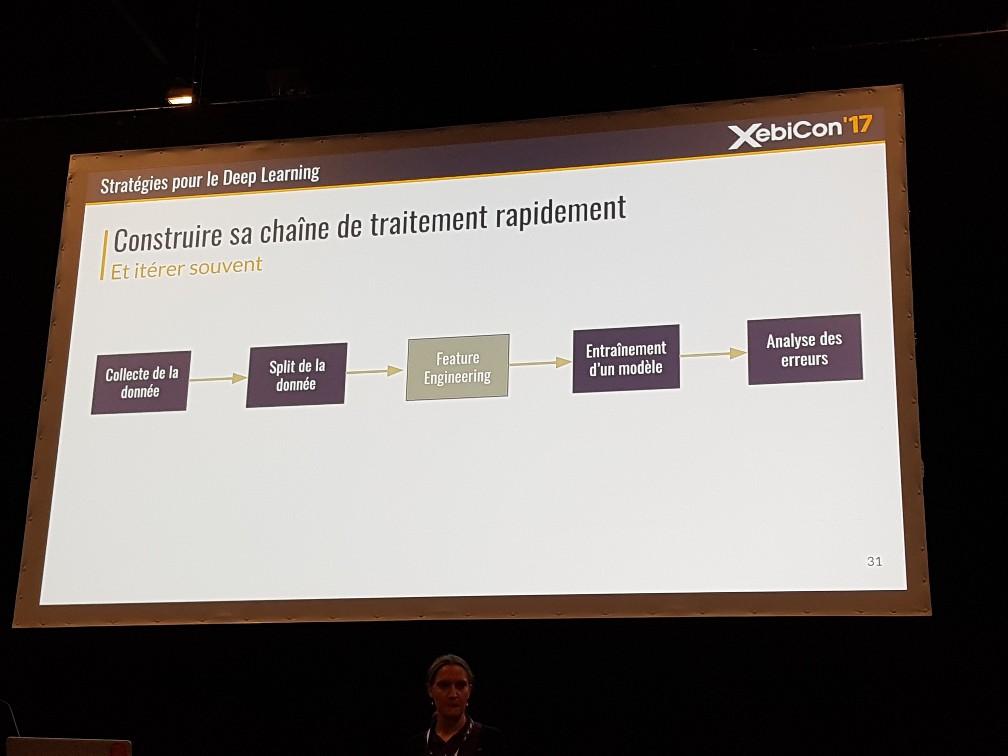 XebiCon'17
Stratégies pour le Deep Learning
Construire sa chaîne de traitement rapidement
Et itérer souvent
Collecte de la
donnée
Split de la
donnée
Feature
Engineering
Entraînement
d'un modèle
Analyse des
erreurs
31